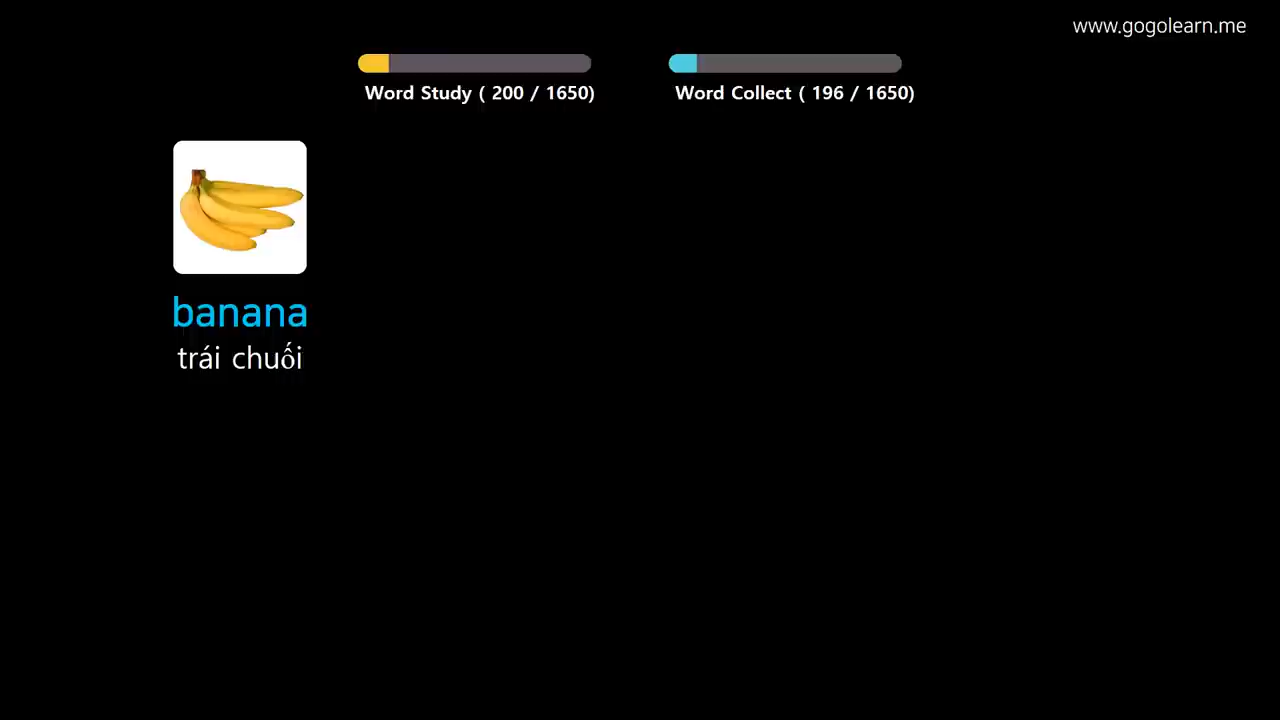 www.gogolearn.me
Word Study ( 200 / 1650)
Word Collect ( 196 / 1650)
banana
trái chuối